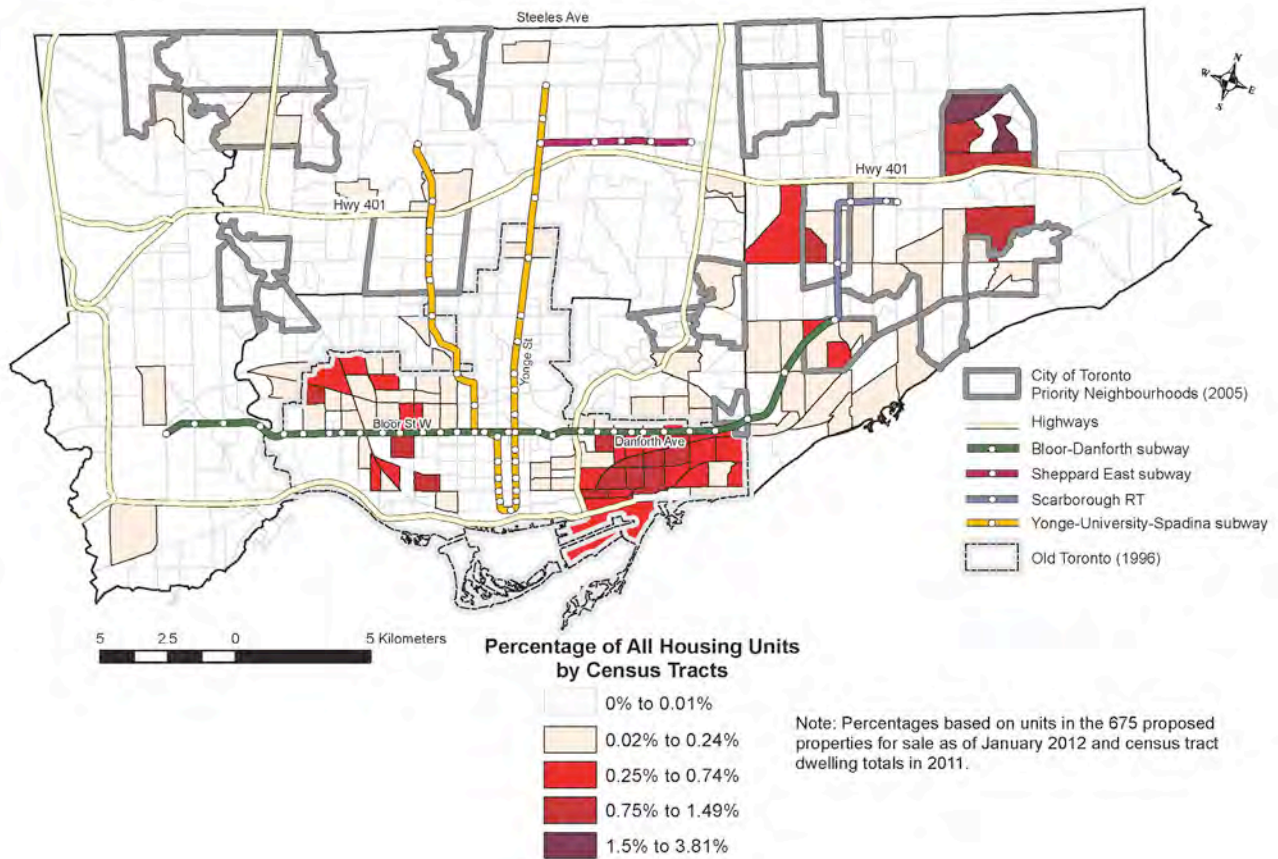 Steeles Ave
N
W
E
S
Hwy 401
Hwy 401
Yonge St
Bloor St W
Danforth Ave
City of Toronto
Priority Neighbourhoods (2005)
Highways
Bloor-Danforth subway
Sheppard East subway
Scarborough RT
Yonge-University-Spadina subway
Old Toronto (1996)
5 2.5 0 5 Kilometers
Percentage of All Housing Units
by Census Tracts
0% to 0.01%
0.02% to 0.24%
0.25% to 0.74%
0.75% to 1.49%
1.5% to 3.81%
Note: Percentages based on units in the 675 proposed
properties for sale as of January 2012 and census tract
dwelling totals in 2011.